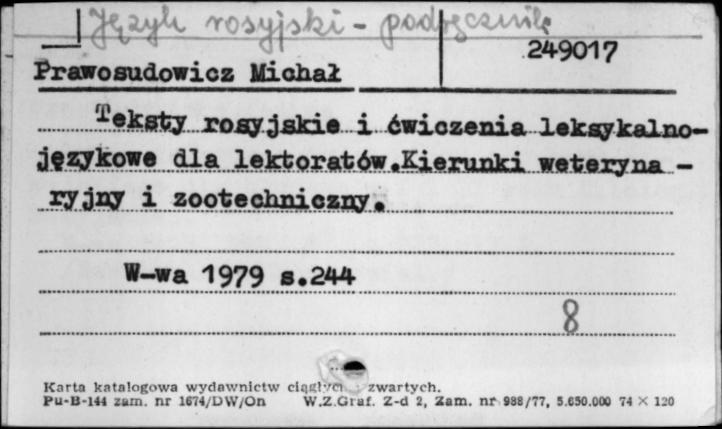 Język rosyjski - podręcznik
249017
Prawosudowicz Michał
Teksty rosyjskie i ćwiczenia leksykalno-
językowe dla lektoratów.Kierunki weteryna-
ryjny i zootechniczny.
W-wa 1979 s.244
8
Karta katalogowa wydawnictw ciągłych zwartych.
Pu-B-144 zam. nr 1674/DW/On W.Z.Graf. Z-d 2, Zam. nr 988/77, 5.650.000 74 × 120